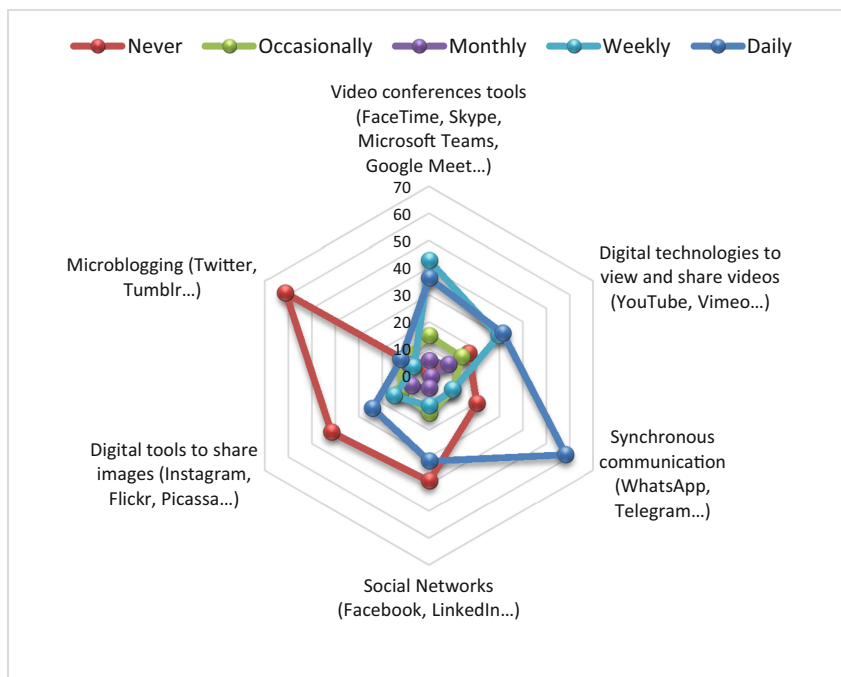 Never Occasionally Monthly Weekly Daily
Video conferences tools
(FaceTime, Skype,
Microsoft Teams,
Google Meet...)
70
60
50
40
30
20
10
0
Digital technologies to
view and share videos
(YouTube, Vimeo...)
Synchronous
communication
(WhatsApp,
Telegram...)
Social Networks
(Facebook, LinkedIn...)
Digital tools to share
images (Instagram,
Flickr, Picassa...)
Microblogging (Twitter,
Tumblr...)